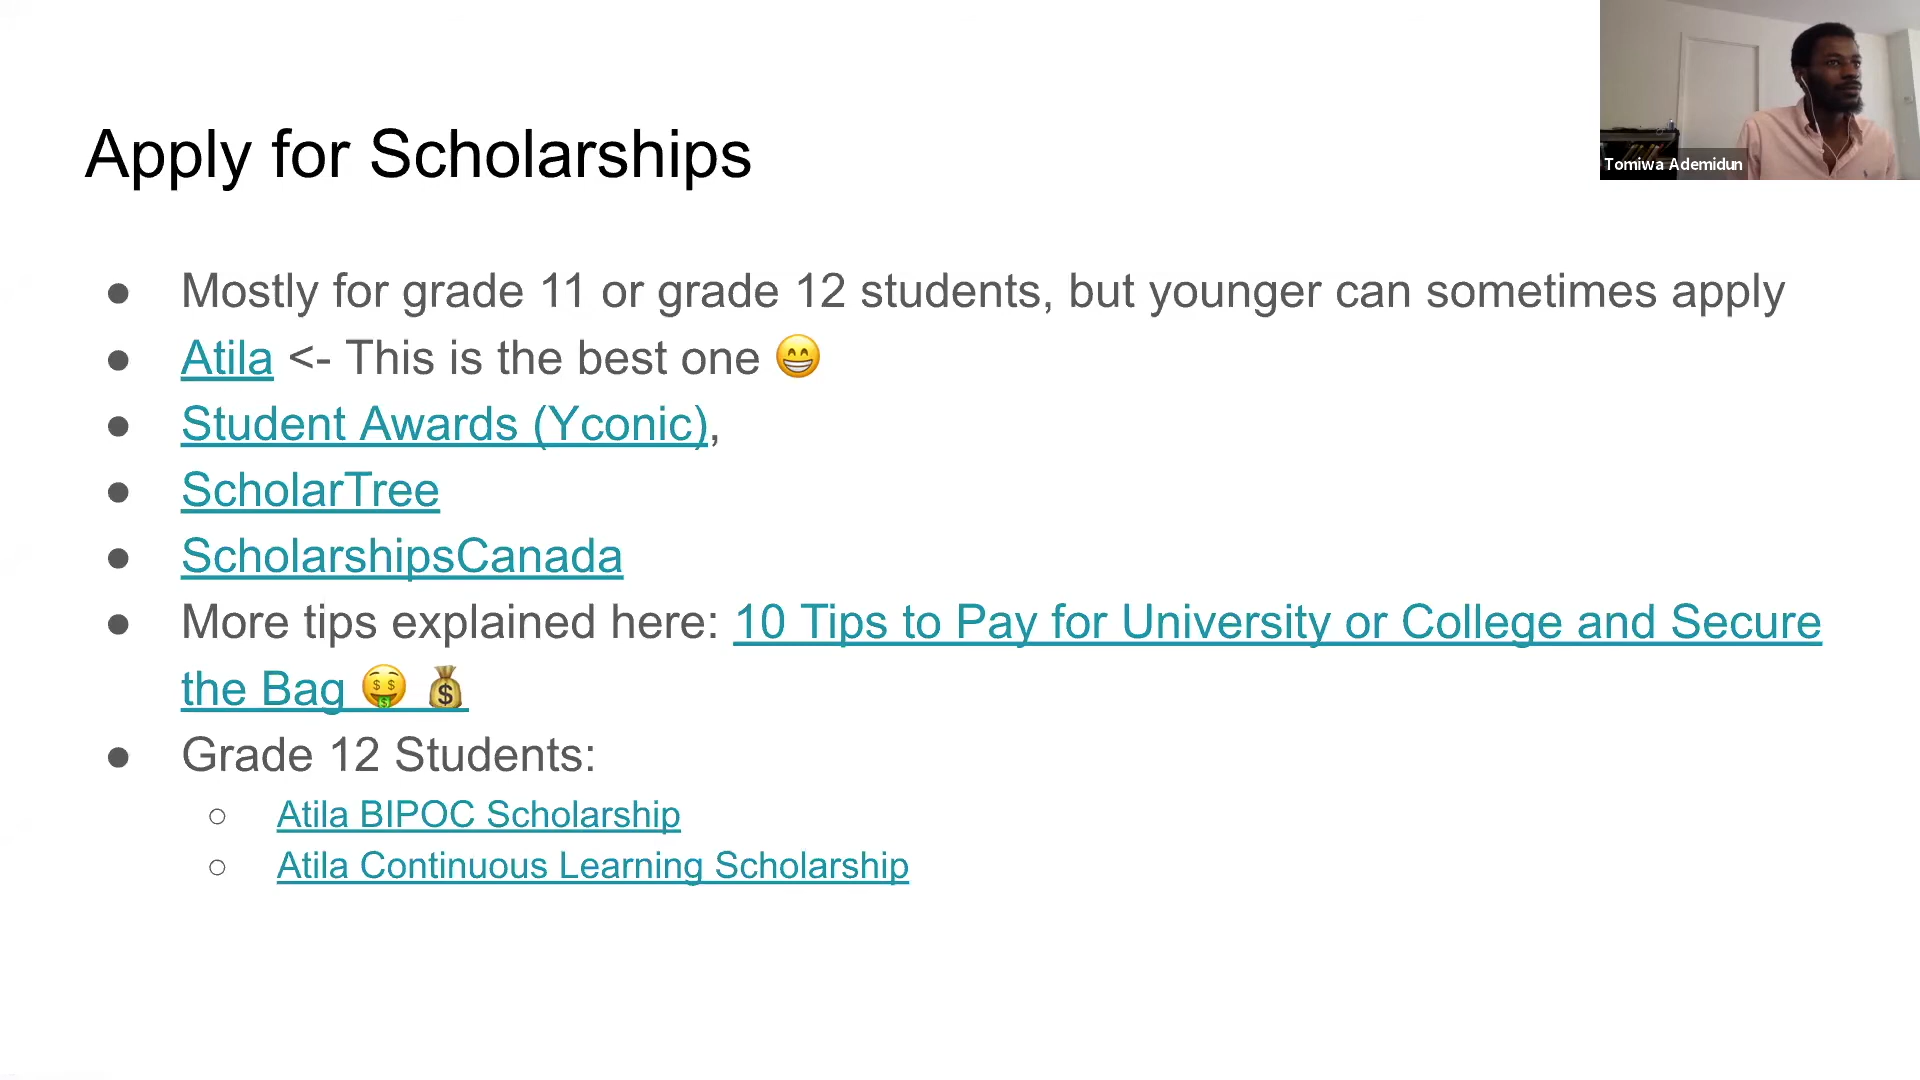 Apply for Scholarships
Tomiwa Ademidun
● Mostly for grade 11 or grade 12 students, but younger can sometimes apply
● Atila <- This is the best one 😁
● Student Awards (Yconic),
● ScholarTree
● ScholarshipsCanada
● More tips explained here: 10 Tips to Pay for University or College and Secure
the Bag 🤑 💰
● Grade 12 Students:
○ Atila BIPOC Scholarship
○ Atila Continuous Learning Scholarship